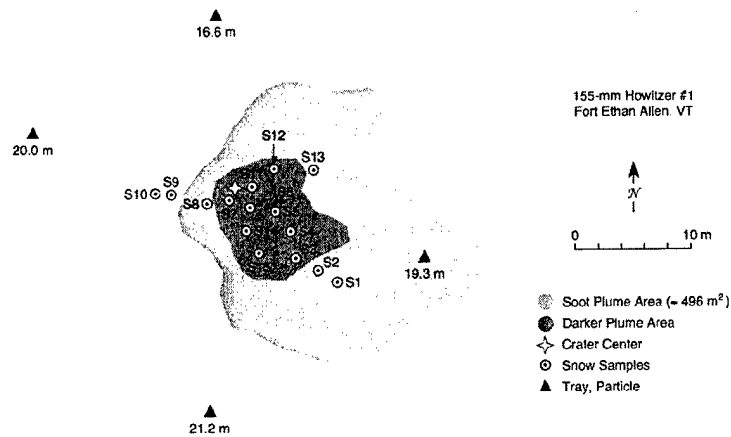 16.6 m
155-mm Howitzer #1
Fort Ethan Allen, VT
20.0 m
S12
S13
N
S10
S9
S8
0
10 m
S2
S1
19.3 m
Soot Plume Area (~ 496 m²)
Darker Plume Area
Crater Center
Snow Samples
Tray, Particle
21.2 m